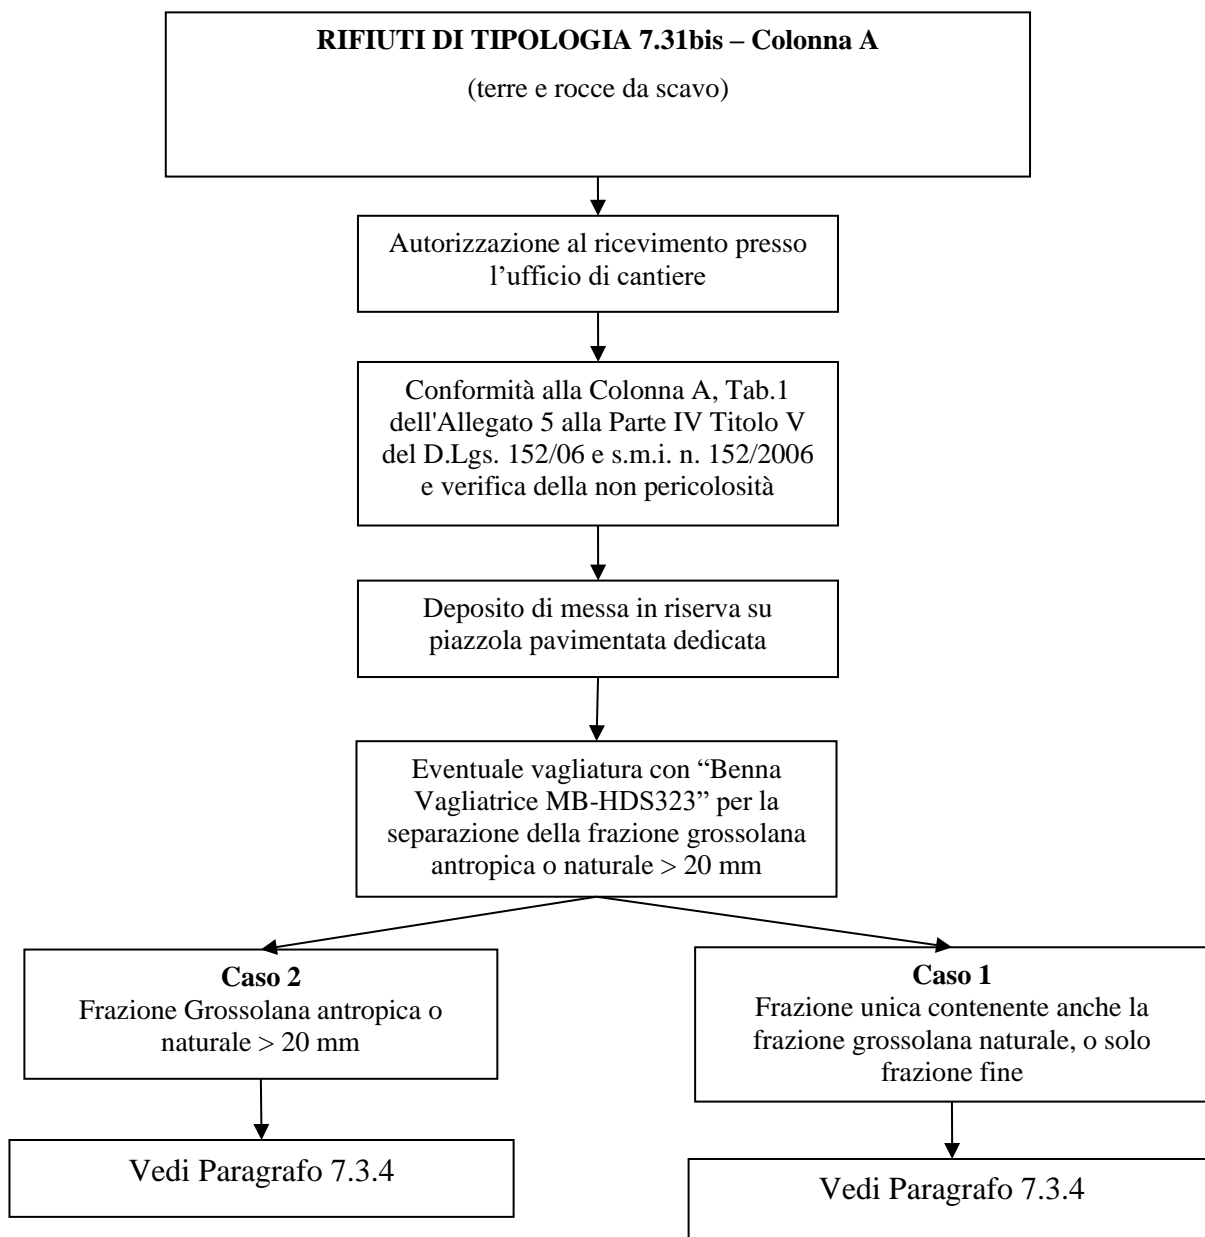 RIFIUTI DI TIPOLOGIA 7.31bis – Colonna A
(terre e rocce da scavo)
Autorizzazione al ricevimento presso
l’ufficio di cantiere
Conformità alla Colonna A, Tab.1
dell'Allegato 5 alla Parte IV Titolo V
del D.Lgs. 152/06 e s.m.i. n. 152/2006
e verifica della non pericolosità
Deposito di messa in riserva su
piazzola pavimentata dedicata
Eventuale vagliatura con “Benna
Vagliatrice MB-HDS323” per la
separazione della frazione grossolana
antropica o naturale > 20 mm
Caso 2
Frazione Grossolana antropica o
naturale > 20 mm
Vedi Paragrafo 7.3.4
Caso 1
Frazione unica contenente anche la
frazione grossolana naturale, o solo
frazione fine
Vedi Paragrafo 7.3.4